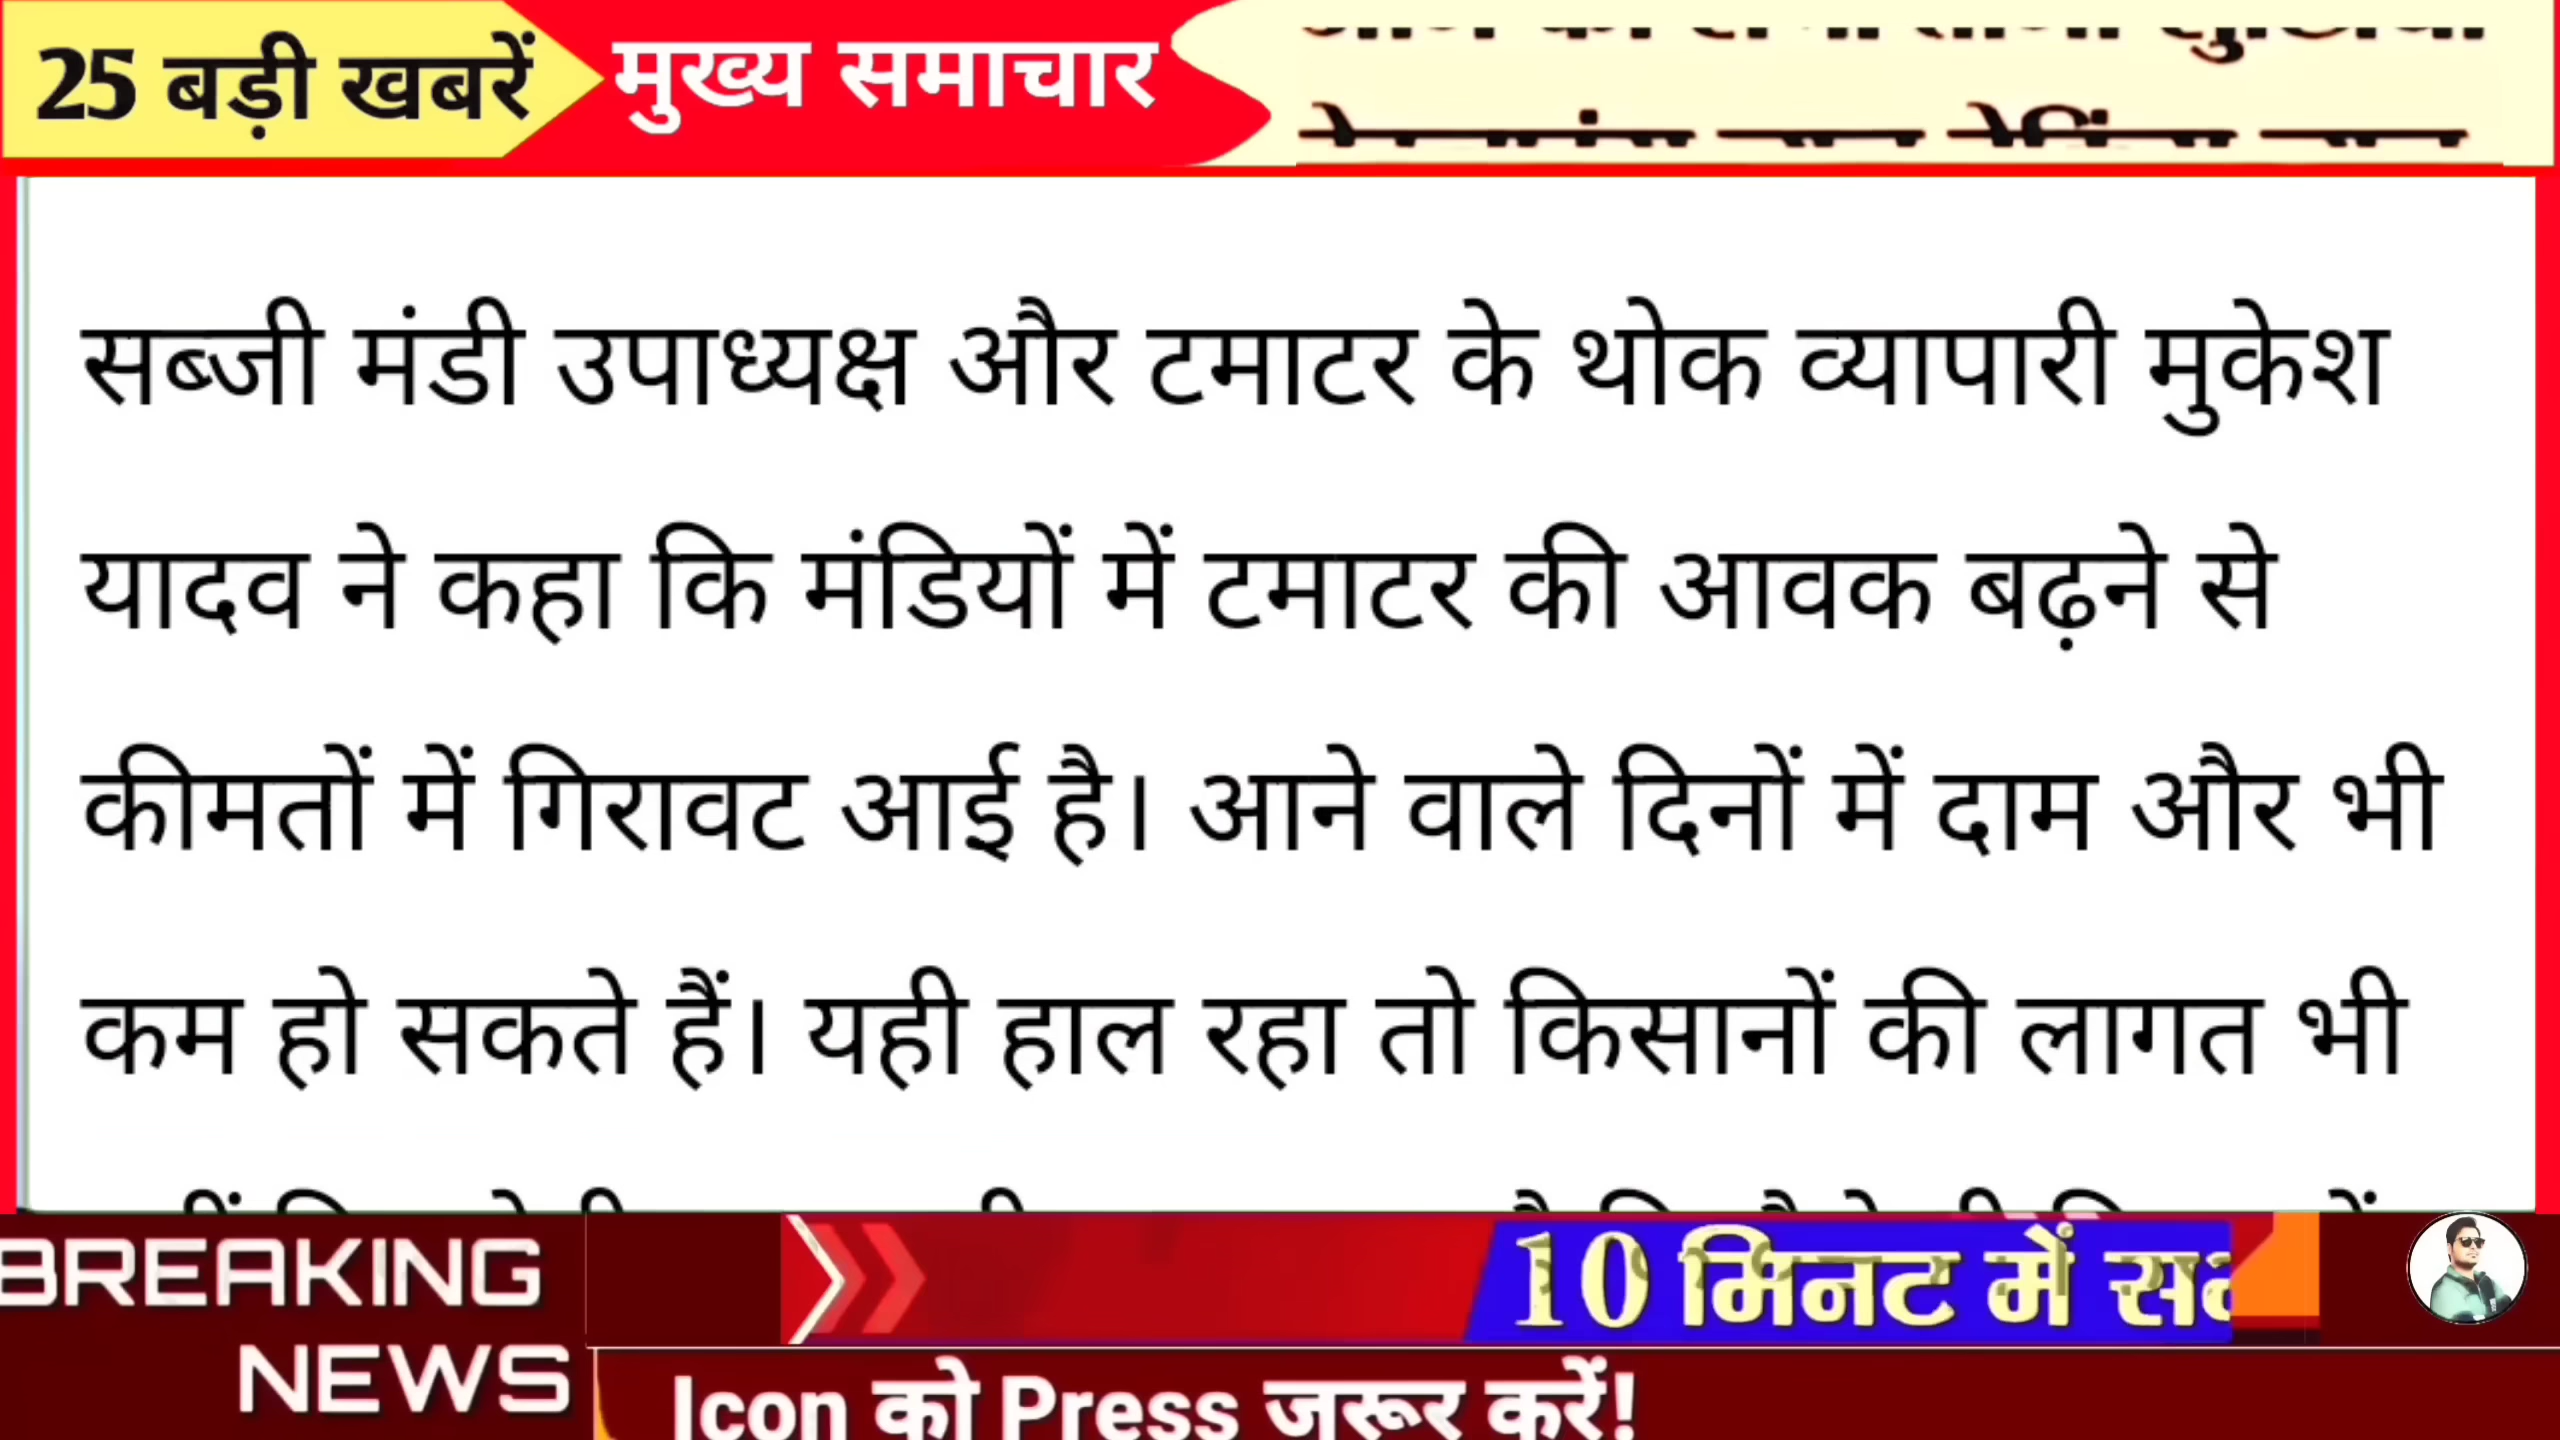 25 बड़ी खबरें
मुख्य समाचार
सब्जी मंडी उपाध्यक्ष और टमाटर के थोक व्यापारी मुकेश
यादव ने कहा कि मंडियों में टमाटर की आवक बढ़ने से
कीमतों में गिरावट आई है। आने वाले दिनों में दाम और भी
कम हो सकते हैं। यही हाल रहा तो किसानों की लागत भी
BREAKING
NEWS
10 मिनट में
Icon को Press जरूर करें!